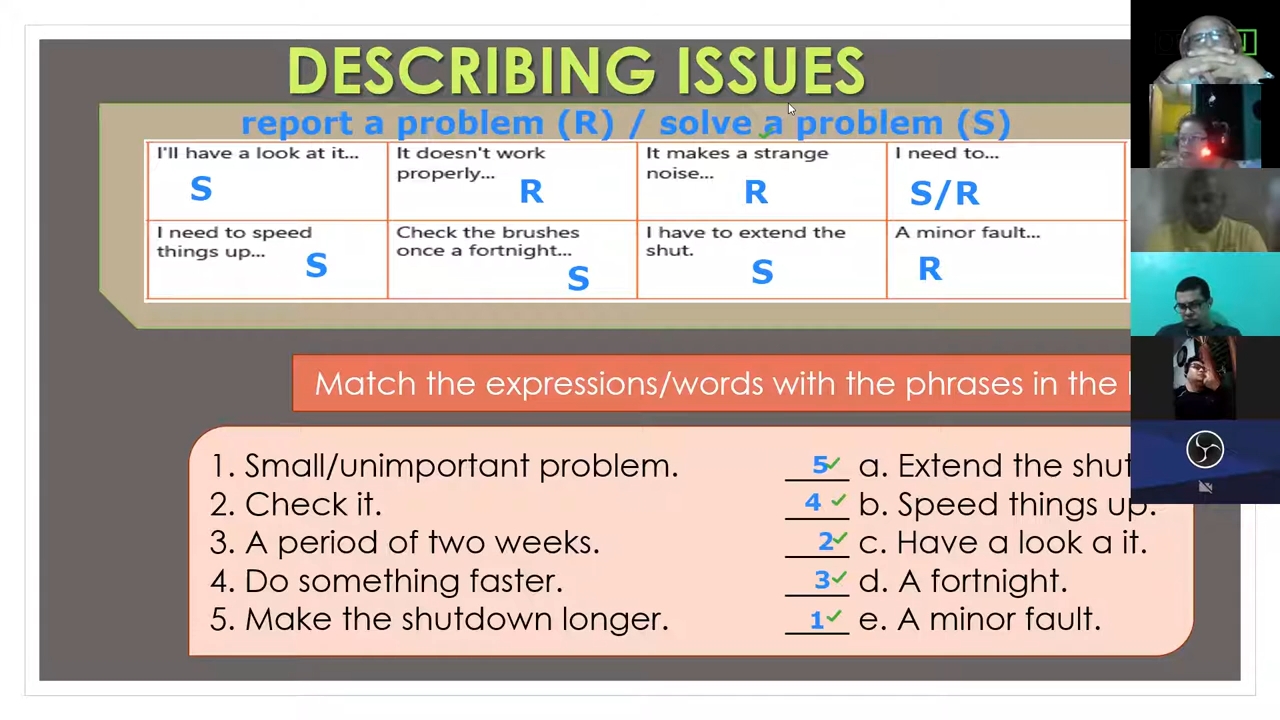 DESCRIBING ISSUES
report a problem (R) / solve a problem (S)
I'll have a look at it...
S
It doesn't work
properly...
R
It makes a strange
noise...
R
I need to...
S/R
I need to speed
things up...
S
Check the brushes
once a fortnight...
S
I have to extend the
shut.
S
A minor fault...
R
Match the expressions/words with the phrases in the
1. Small/unimportant problem.
2. Check it.
3. A period of two weeks.
4. Do something faster.
5. Make the shutdown longer.
5 a. Extend the shut
4 b. Speed things up.
2 c. Have a look a it.
3 d. A fortnight.
1 e. A minor fault.